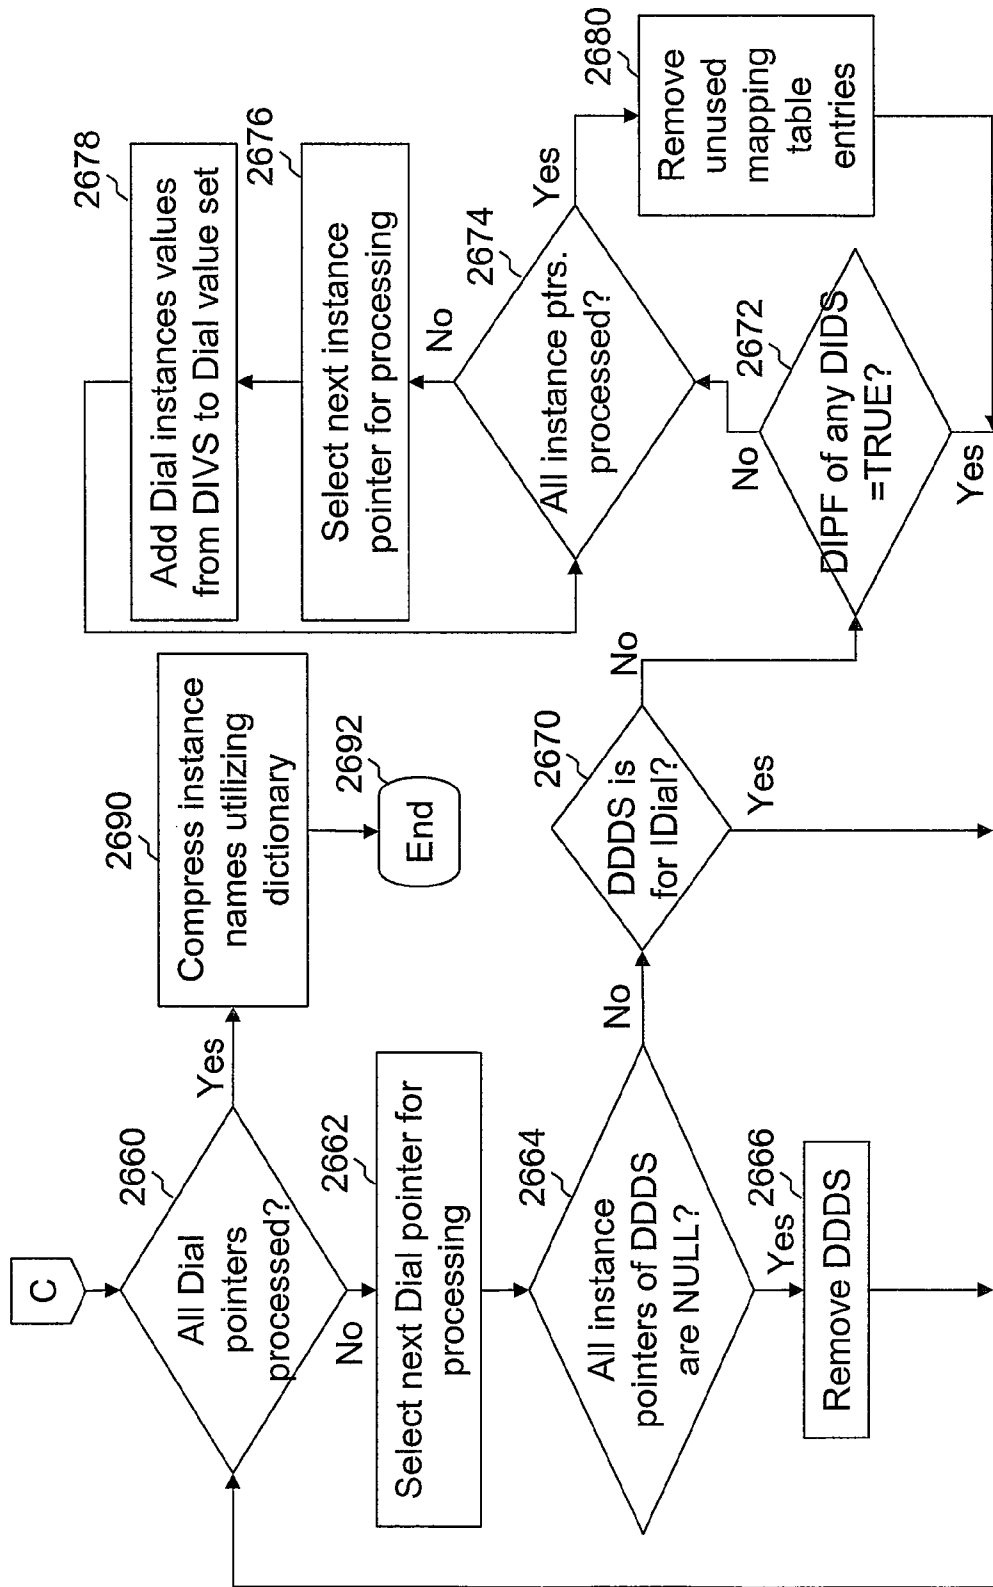 C
2660
All Dial
pointers
processed?
Yes
No
2690
Compress instance
names utilizing
dictionary
2692
End
2662
Select next Dial pointer for
processing
2664
All instance
pointers of DDDS
are NULL?
No
Yes
2666
Remove DDDS
2670
DDDS is
for IDial?
No
Yes
2672
DIPF of any DIDS
=TRUE?
No
Yes
2674
All instance ptrs.
processed?
No
Yes
2676
Select next instance
pointer for processing
2678
Add Dial instances values
from DIVS to Dial value set
2680
Remove
unused
mapping
table
entries